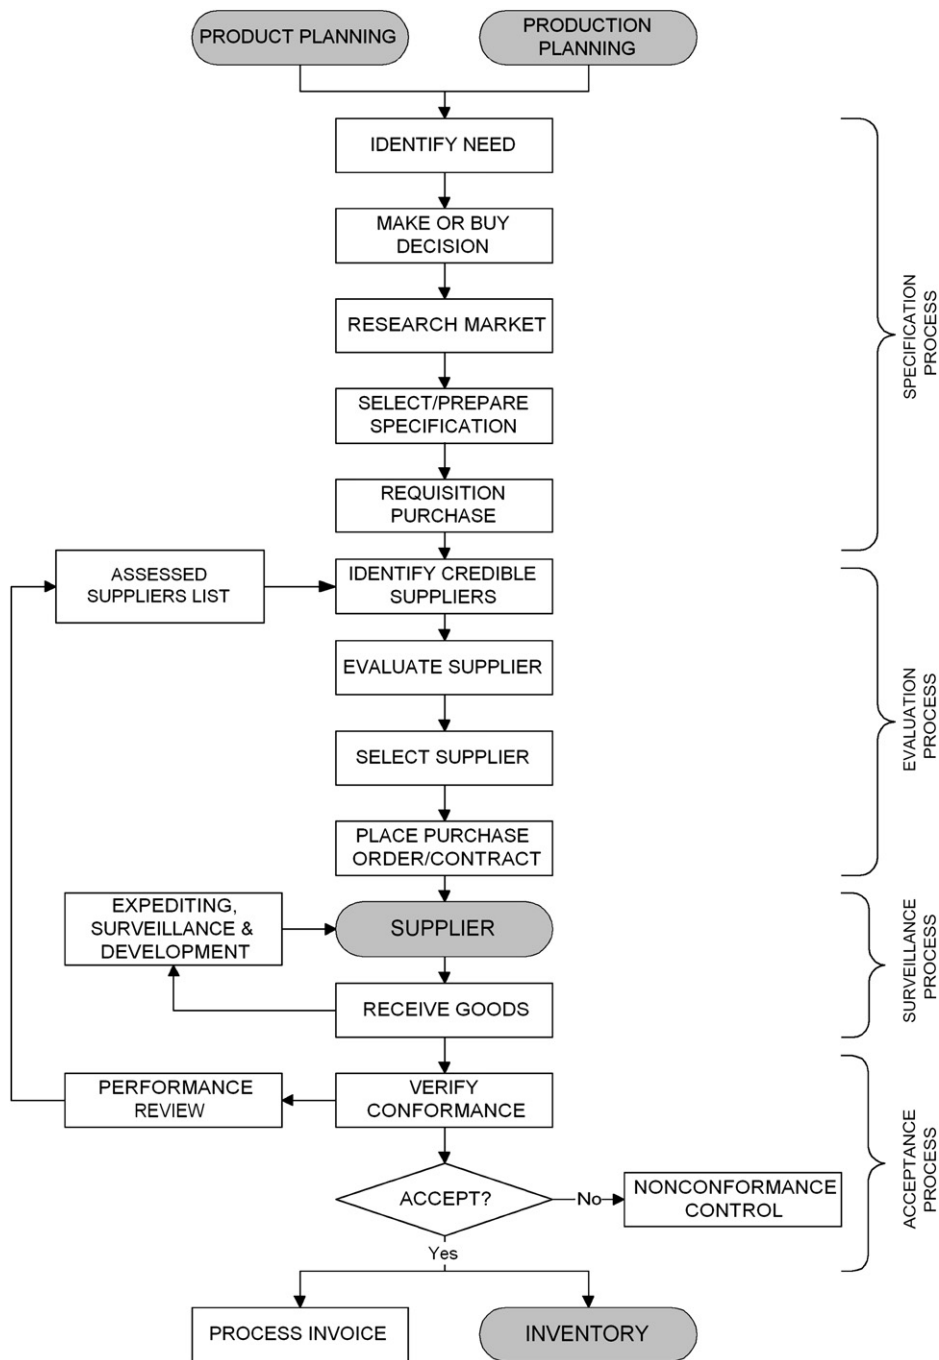 PRODUCT PLANNING
PRODUCTION
PLANNING
IDENTIFY NEED
MAKE OR BUY
DECISION
RESEARCH MARKET
SELECT/PREPARE
SPECIFICATION
REQUISITION
PURCHASE
SPECIFICATION
PROCESS
ASSESSED
SUPPLIERS LIST
IDENTIFY CREDIBLE
SUPPLIERS
EVALUATE SUPPLIER
SELECT SUPPLIER
PLACE PURCHASE
ORDER/CONTRACT
EVALUATION
PROCESS
EXPEDITING,
SURVEILLANCE &
DEVELOPMENT
SUPPLIER
RECEIVE GOODS
SURVEILLANCE
PROCESS
PERFORMANCE
REVIEW
VERIFY
CONFORMANCE
ACCEPT?
No
NONCONFORMANCE
CONTROL
ACCEPTANCE
PROCESS
Yes
PROCESS INVOICE
INVENTORY